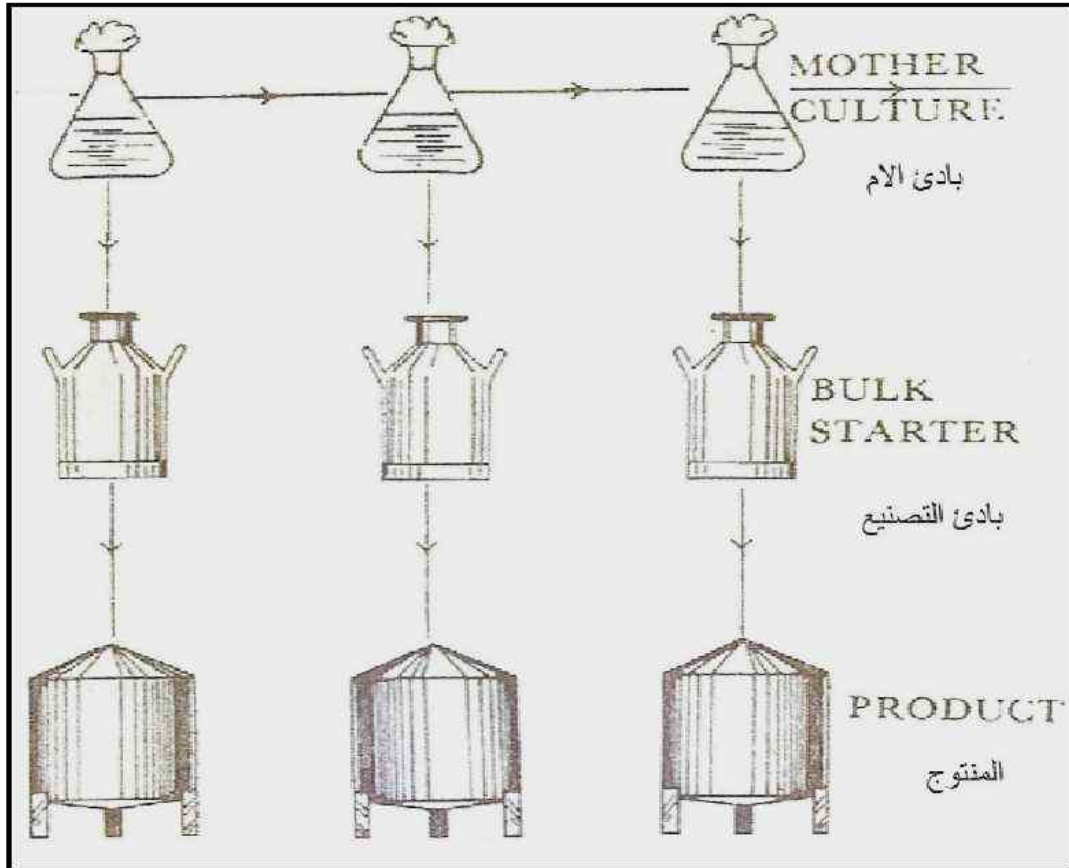 MOTHER
CULTURE
بادئ الام
BULK
STARTER
بادئ التصنيع
PRODUCT
المنتوج